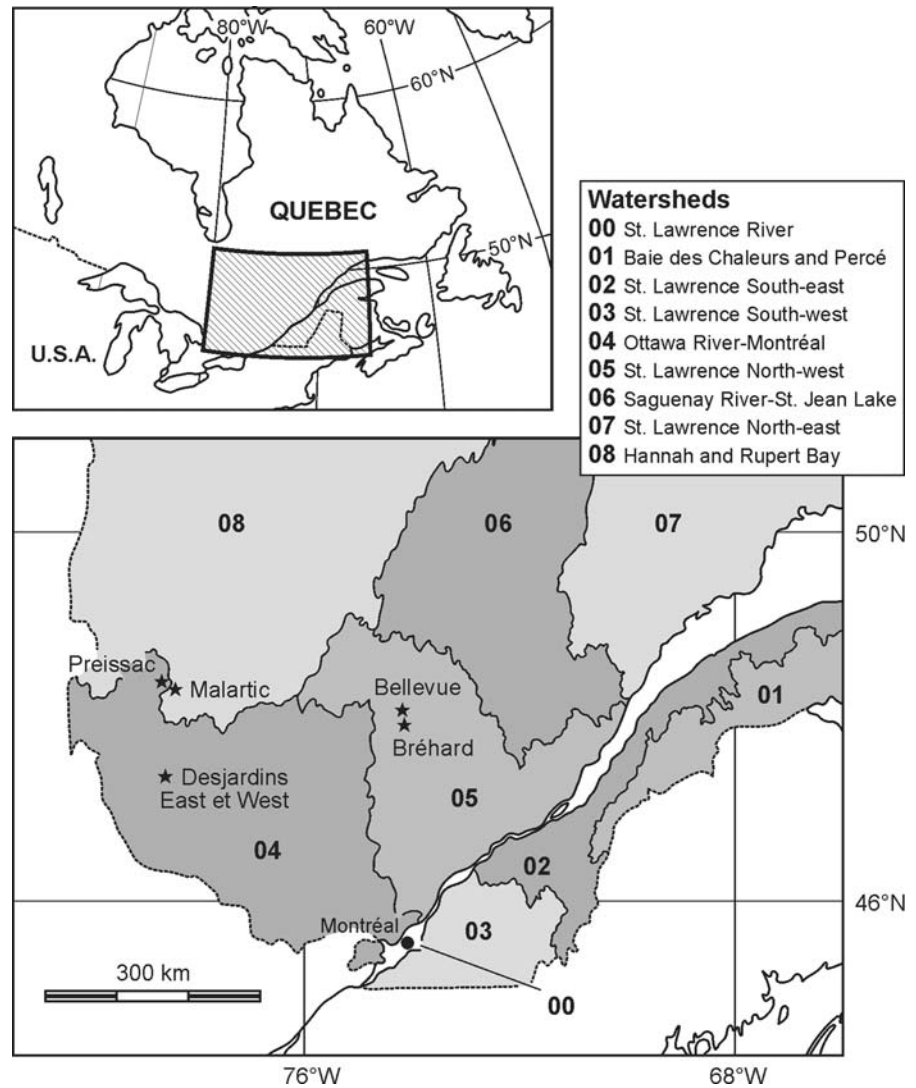 80°W
60°W
60°N
QUEBEC
50°N
U.S.A.
Watersheds
00 St. Lawrence River
01 Baie des Chaleurs and Percé
02 St. Lawrence South-east
03 St. Lawrence South-west
04 Ottawa River-Montréal
05 St. Lawrence North-west
06 Saguenay River-St. Jean Lake
07 St. Lawrence North-east
08 Hannah and Rupert Bay
08
06
07
50°N
Preissac
Malartic
Bellevue
01
Bréhard
Desjardins
East et West
05
04
02
46°N
Montréal
03
300 km
00
76°W
68°W